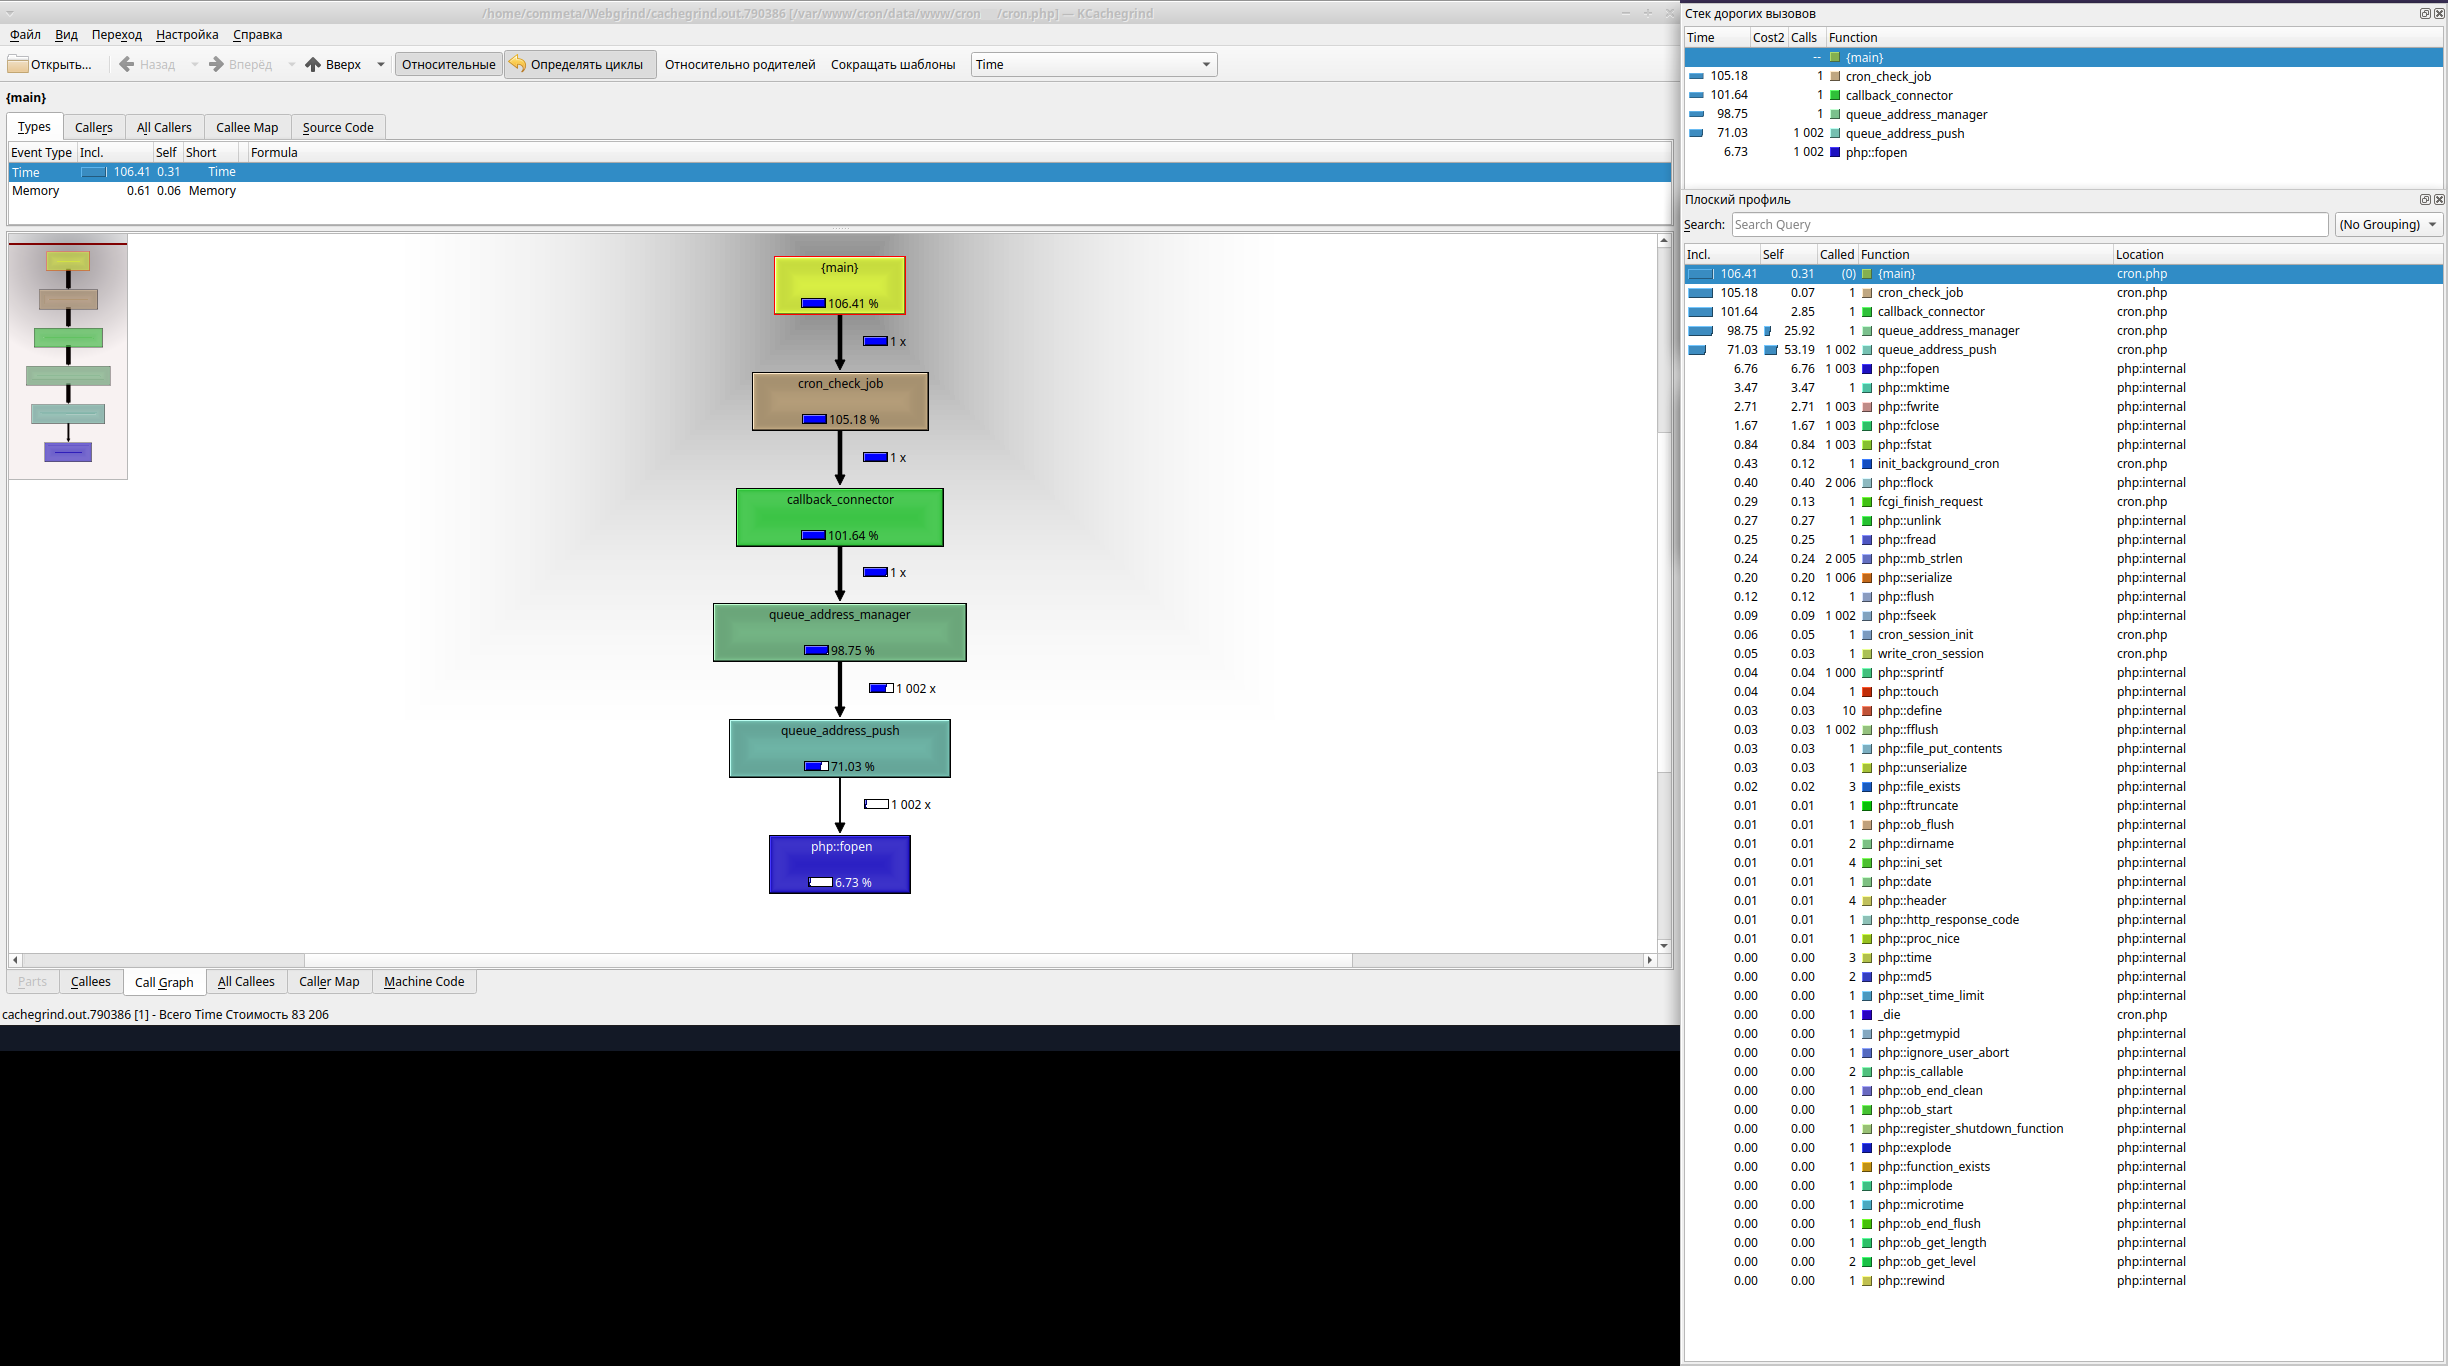 /home/commeta/Webgrind/cachegrind.out.790386 [/var/www/cron/data/www/cron /cron.php] — KCachegrind
Файл Вид Переход Настройка Справка
Открыть... Назад Вперёд Вверх Относительные Определять циклы Относительно родителей Сокращать шаблоны Time
{main}
Types Callers All Callers Callee Map Source Code
Event Type Incl. Self Short Formula
Time 106.41 0.31 Time
Memory 0.61 0.06 Memory
{main}
106.41 %
1 x
cron_check_job
105.18 %
1 x
callback_connector
101.64 %
1 x
queue_address_manager
98.75 %
1 002 x
queue_address_push
71.03 %
1 002 x
php::fopen
6.73 %
Parts Callees Call Graph All Callees Caller Map Machine Code
cachegrind.out.790386 [1] - Всего Time Стоимость 83 206
Стек дорогих вызовов
Time Cost2 Calls Function
-- {main}
105.18 1 cron_check_job
101.64 1 callback_connector
98.75 1 queue_address_manager
71.03 1 002 queue_address_push
6.73 1 002 php::fopen
Плоский профиль
Search: Search Query (No Grouping)
Incl. Self Called Function Location
106.41 0.31 (0) {main} cron.php
105.18 0.07 1 cron_check_job cron.php
101.64 2.85 1 callback_connector cron.php
98.75 25.92 1 queue_address_manager cron.php
71.03 53.19 1 002 queue_address_push cron.php
6.76 6.76 1 003 php::fopen php:internal
3.47 3.47 1 php::mktime php:internal
2.71 2.71 1 003 php::fwrite php:internal
1.67 1.67 1 003 php::fclose php:internal
0.84 0.84 1 003 php::fstat php:internal
0.43 0.12 1 init_background_cron cron.php
0.40 0.40 2 006 php::flock php:internal
0.29 0.13 1 fcgi_finish_request cron.php
0.27 0.27 1 php::unlink php:internal
0.25 0.25 1 php::fread php:internal
0.24 0.24 2 005 php::mb_strlen php:internal
0.20 0.20 1 006 php::serialize php:internal
0.12 0.12 1 php::flush php:internal
0.09 0.09 1 002 php::fseek php:internal
0.06 0.05 1 cron_session_init cron.php
0.05 0.03 1 write_cron_session cron.php
0.04 0.04 1 000 php::sprintf php:internal
0.04 0.04 1 php::touch php:internal
0.03 0.03 10 php::define php:internal
0.03 0.03 1 002 php::fflush php:internal
0.03 0.03 1 php::file_put_contents php:internal
0.03 0.03 1 php::unserialize php:internal
0.02 0.02 3 php::file_exists php:internal
0.01 0.01 1 php::ftruncate php:internal
0.01 0.01 1 php::ob_flush php:internal
0.01 0.01 2 php::dirname php:internal
0.01 0.01 4 php::ini_set php:internal
0.01 0.01 1 php::date php:internal
0.01 0.01 4 php::header php:internal
0.01 0.01 1 php::http_response_code php:internal
0.01 0.01 1 php::proc_nice php:internal
0.00 0.00 3 php::time php:internal
0.00 0.00 2 php::md5 php:internal
0.00 0.00 1 php::set_time_limit php:internal
0.00 0.00 1 _die cron.php
0.00 0.00 1 php::getmypid php:internal
0.00 0.00 1 php::ignore_user_abort php:internal
0.00 0.00 2 php::is_callable php:internal
0.00 0.00 1 php::ob_end_clean php:internal
0.00 0.00 1 php::ob_start php:internal
0.00 0.00 1 php::register_shutdown_function php:internal
0.00 0.00 1 php::explode php:internal
0.00 0.00 1 php::function_exists php:internal
0.00 0.00 1 php::implode php:internal
0.00 0.00 1 php::microtime php:internal
0.00 0.00 1 php::ob_end_flush php:internal
0.00 0.00 1 php::ob_get_length php:internal
0.00 0.00 2 php::ob_get_level php:internal
0.00 0.00 1 php::rewind php:internal